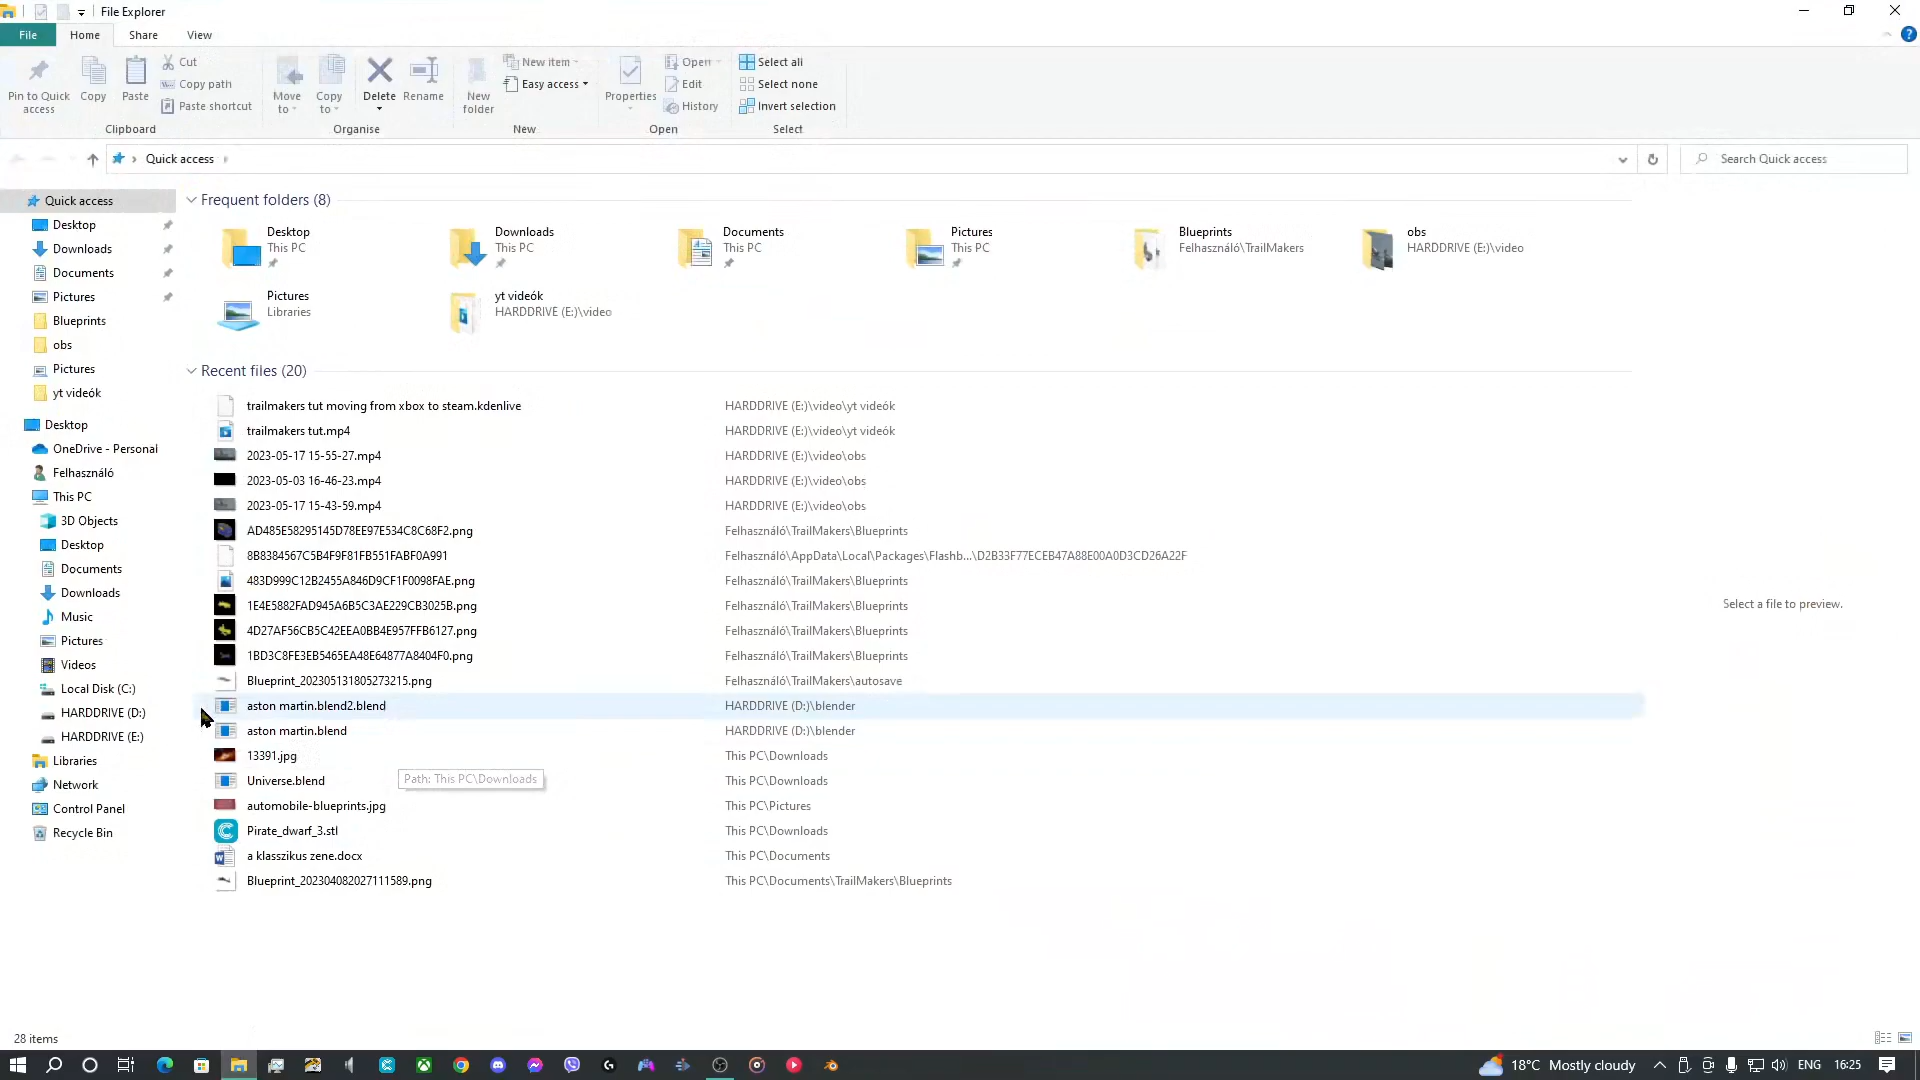 File Explorer
File Home Share View
Pin to Quick access
Copy
Paste
Cut
Copy path
Paste shortcut
Clipboard
Move to
Copy to
Delete
Rename
Organise
New folder
New item
Easy access
New
Properties
Open
Edit
History
Open
Select all
Select none
Invert selection
Select
Quick access
Search Quick access
Quick access
Desktop
Downloads
Documents
Pictures
Blueprints
obs
Pictures
yt videók
Desktop
OneDrive - Personal
Felhasználó
This PC
3D Objects
Desktop
Documents
Downloads
Music
Pictures
Videos
Local Disk (C:)
HARDDRIVE (D:)
HARDDRIVE (E:)
Libraries
Network
Control Panel
Recycle Bin
Frequent folders (8)
Desktop
This PC
Downloads
This PC
Documents
This PC
Pictures
This PC
Blueprints
Felhasználó\TrailMakers
obs
HARDDRIVE (E:)\video
Pictures
Libraries
yt videók
HARDDRIVE (E:)\video
Recent files (20)
trailmakers tut moving from xbox to steam.kdenlive HARDDRIVE (E:)\video\yt videók
trailmakers tut.mp4 HARDDRIVE (E:)\video\yt videók
2023-05-17 15-55-27.mp4 HARDDRIVE (E:)\video\obs
2023-05-03 16-46-23.mp4 HARDDRIVE (E:)\video\obs
2023-05-17 15-43-59.mp4 HARDDRIVE (E:)\video\obs
AD485E58295145D78EE97E534C8C68F2.png Felhasználó\TrailMakers\Blueprints
8B8384567C5B4F9F81FB551FABF0A991 Felhasználó\AppData\Local\Packages\Flashb...\D2B33F77ECEB47A88E00A0D3CD26A22F
483D999C12B2455A846D9CF1F0098FAE.png Felhasználó\TrailMakers\Blueprints
1E4E5882FAD945A6B5C3AE229CB3025B.png Felhasználó\TrailMakers\Blueprints
4D27AF56CB5C42EEA0BB4E957FFB6127.png Felhasználó\TrailMakers\Blueprints
1BD3C8FE3EB5465EA48E64877A8404F0.png Felhasználó\TrailMakers\Blueprints
Blueprint_202305131805273215.png Felhasználó\TrailMakers\autosave
aston martin.blend2.blend HARDDRIVE (D:)\blender
aston martin.blend HARDDRIVE (D:)\blender
13391.jpg This PC\Downloads
Universe.blend This PC\Downloads
Path: This PC\Downloads
automobile-blueprints.jpg This PC\Pictures
Pirate_dwarf_3.stl This PC\Downloads
a klasszikus zene.docx This PC\Documents
Blueprint_202304082027111589.png This PC\Documents\TrailMakers\Blueprints
Select a file to preview.
28 items
18°C Mostly cloudy ENG 16:25